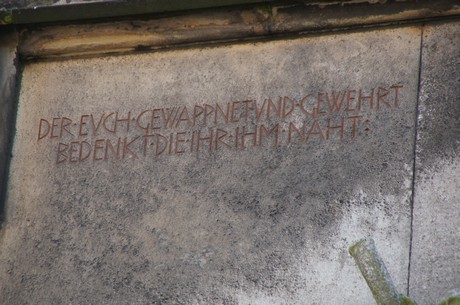 DER·EVCH·GEWAPPNET·VND·GEWEHRT
BEDENKT·DIE·IHR·IHM·NAHT: